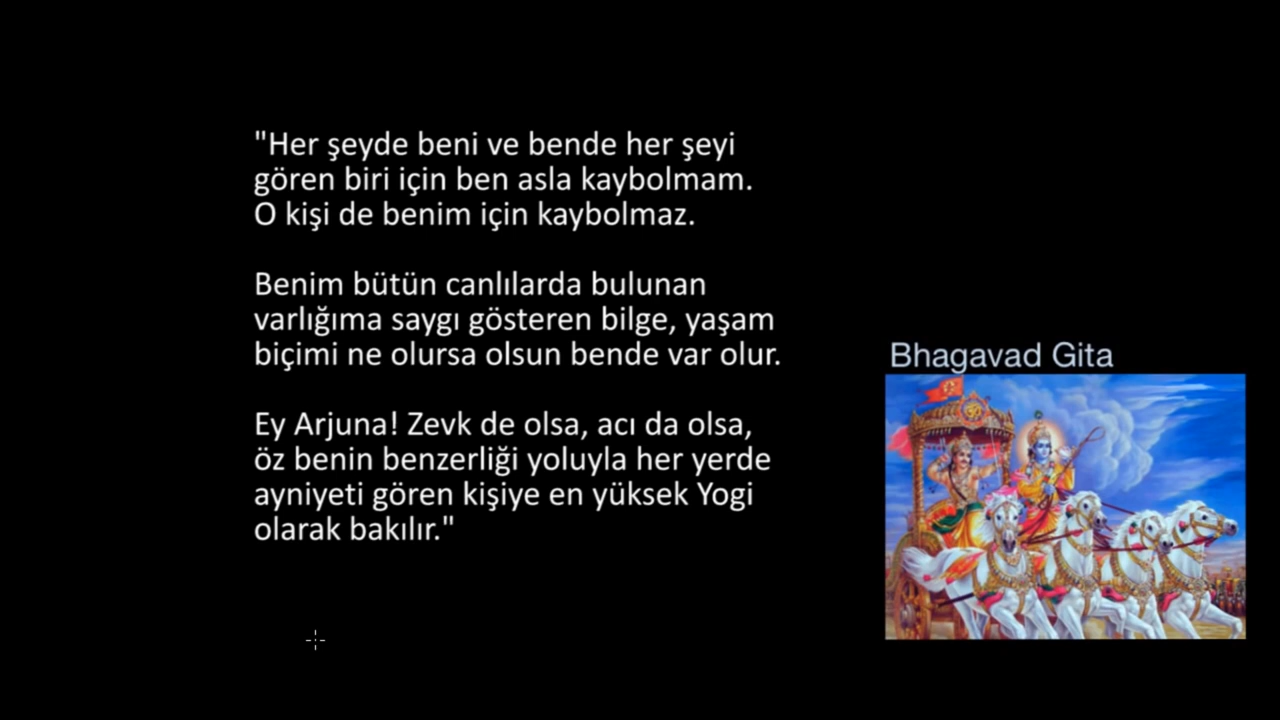 "Her şeyde beni ve bende her şeyi
gören biri için ben asla kaybolmam.
O kişi de benim için kaybolmaz.
Benim bütün canlılarda bulunan
varlığıma saygı gösteren bilge, yaşam
biçimi ne olursa olsun bende var olur.
Ey Arjuna! Zevk de olsa, acı da olsa,
öz benin benzerliği yoluyla her yerde
ayniyeti gören kişiye en yüksek Yogi
olarak bakılır."
Bhagavad Gita